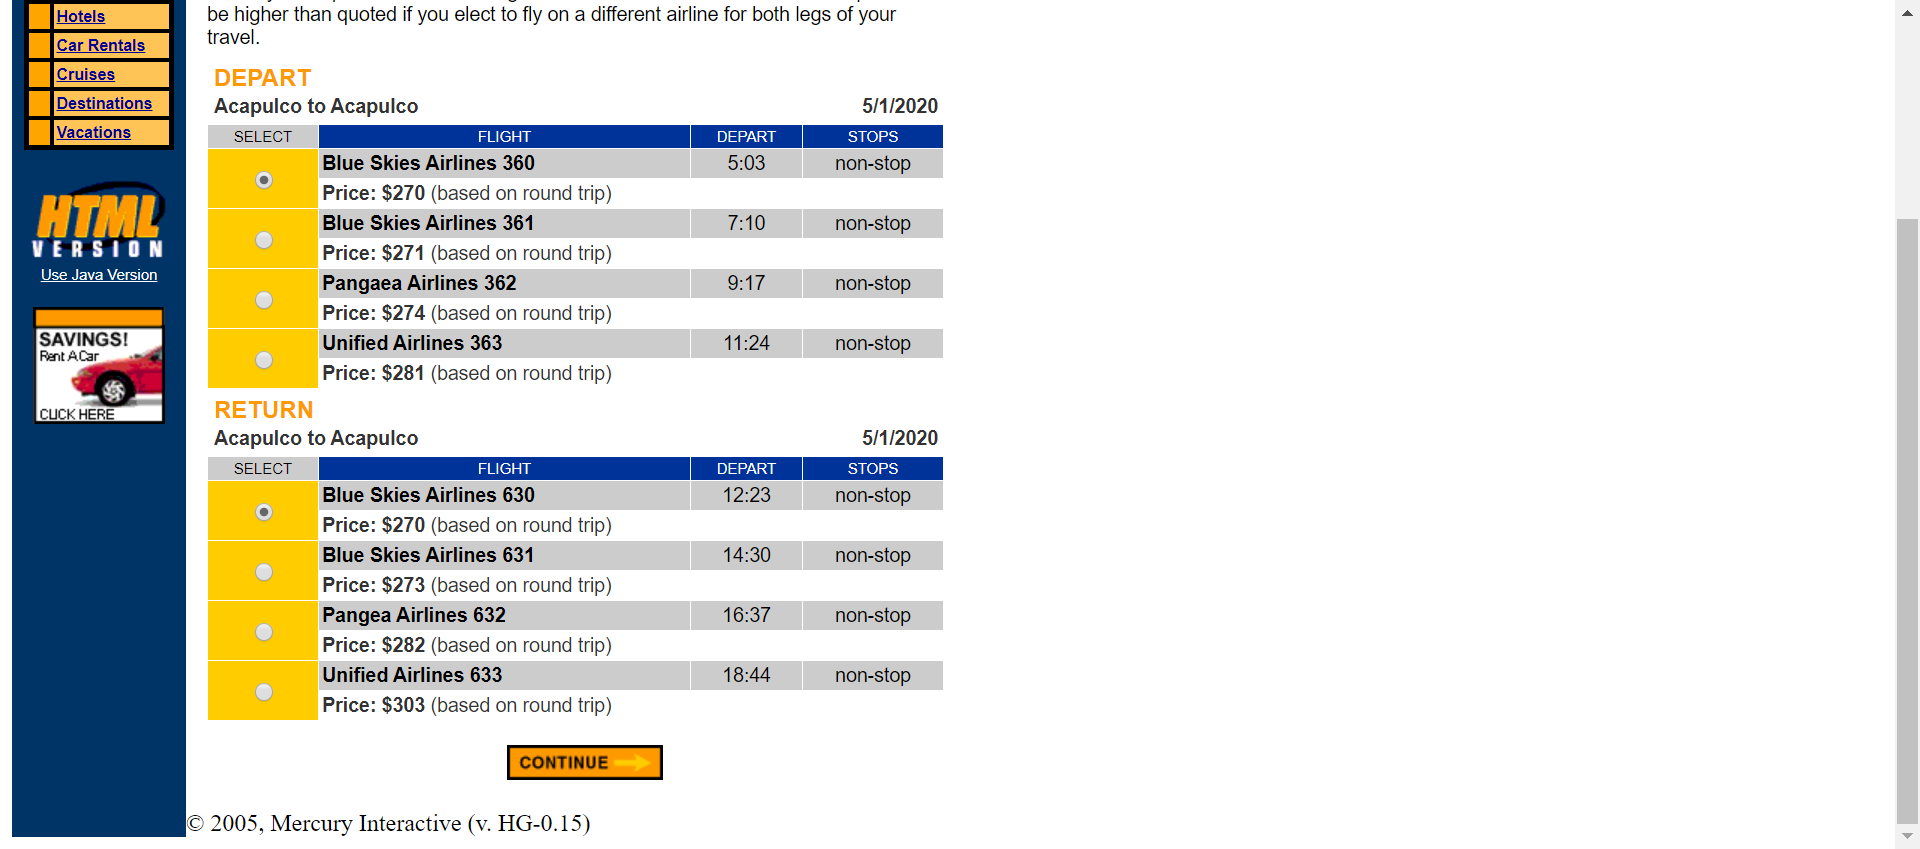 Hotels
Car Rentals
Cruises
Destinations
Vacations
HTML
VERSION
Use Java Version
SAVINGS!
Rent A Car
CLICK HERE
be higher than quoted if you elect to fly on a different airline for both legs of your
travel.
DEPART
Acapulco to Acapulco 5/1/2020
SELECT FLIGHT DEPART STOPS
Blue Skies Airlines 360 5:03 non-stop
Price: $270 (based on round trip)
Blue Skies Airlines 361 7:10 non-stop
Price: $271 (based on round trip)
Pangaea Airlines 362 9:17 non-stop
Price: $274 (based on round trip)
Unified Airlines 363 11:24 non-stop
Price: $281 (based on round trip)
RETURN
Acapulco to Acapulco 5/1/2020
SELECT FLIGHT DEPART STOPS
Blue Skies Airlines 630 12:23 non-stop
Price: $270 (based on round trip)
Blue Skies Airlines 631 14:30 non-stop
Price: $273 (based on round trip)
Pangea Airlines 632 16:37 non-stop
Price: $282 (based on round trip)
Unified Airlines 633 18:44 non-stop
Price: $303 (based on round trip)
CONTINUE
© 2005, Mercury Interactive (v. HG-0.15)